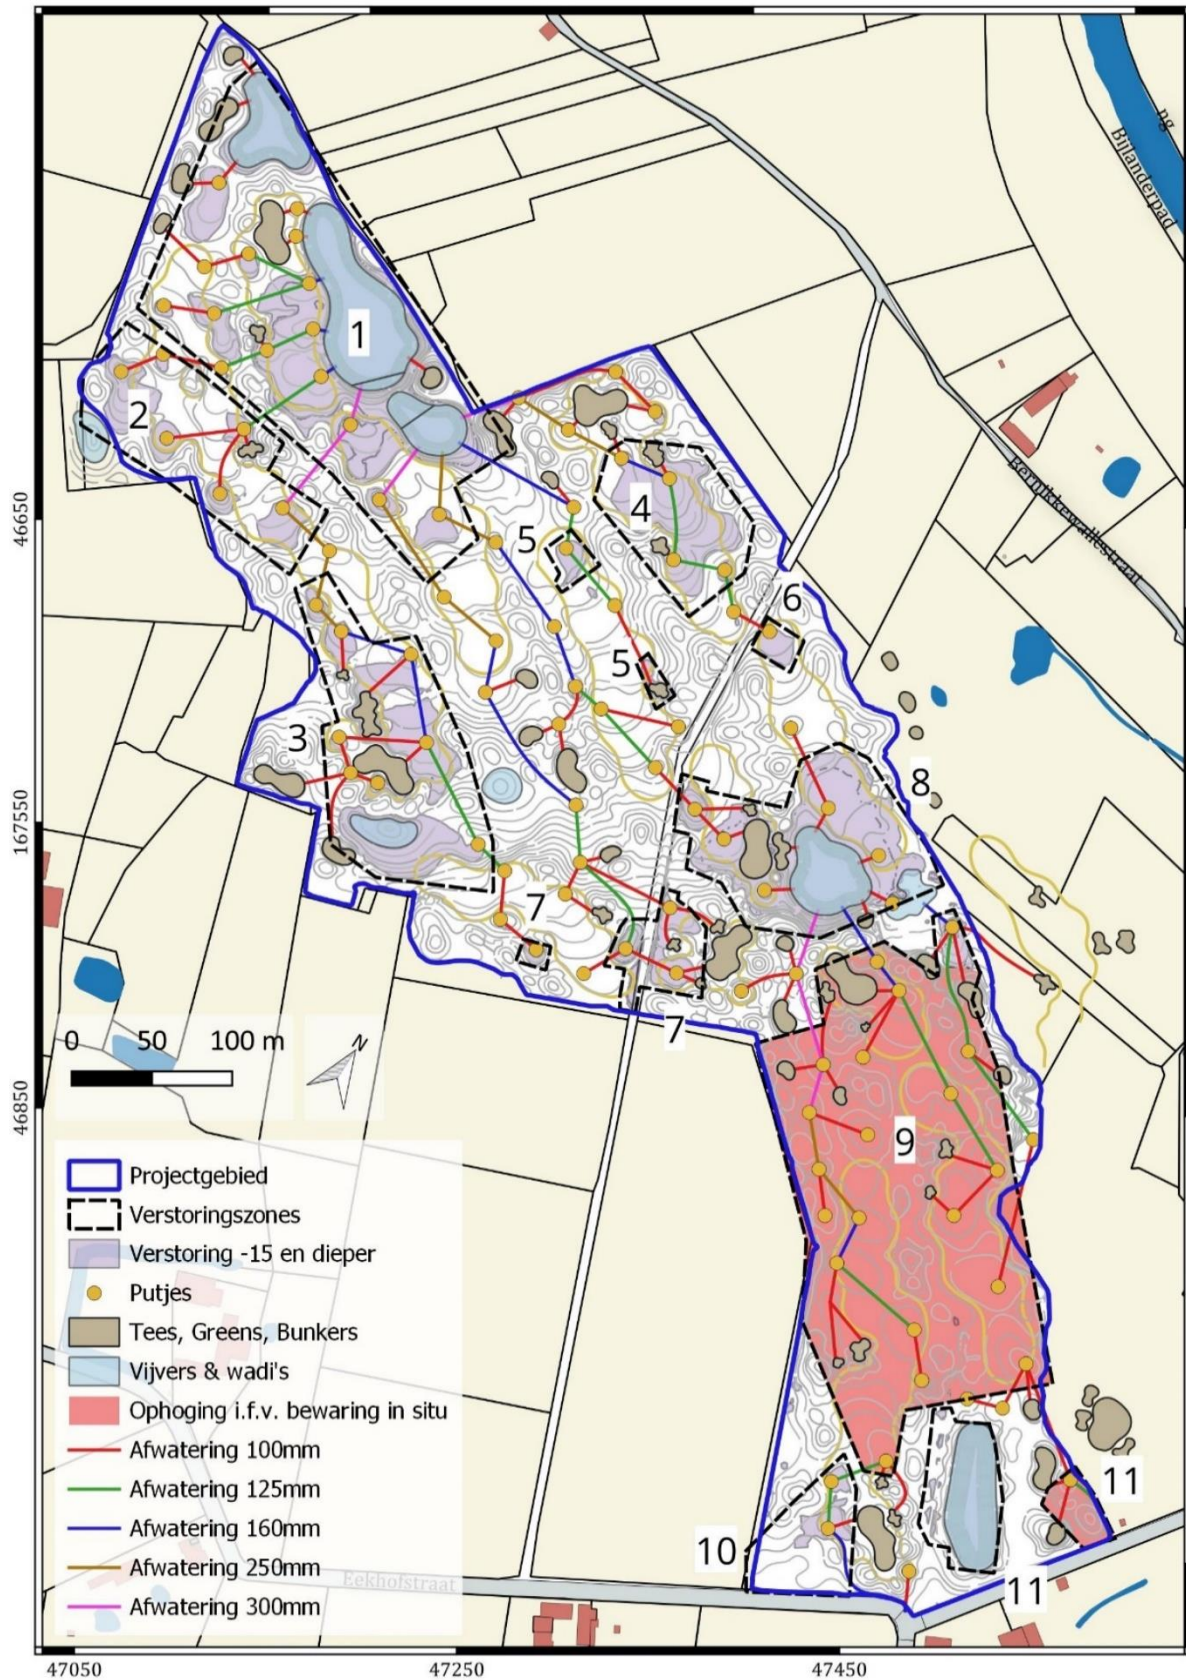 ng
Bijlanderpad
1
2
4
5
Bernikkewallestraat
46650
6
5
3
8
167550
7
7
0 50 100 m
N
46850
9
Projectgebied
Verstoringszones
Verstoring -15 en dieper
Putjes
Tees, Greens, Bunkers
Vijvers & wadi's
Ophoging i.f.v. bewaring in situ
Afwatering 100mm
Afwatering 125mm
Afwatering 160mm
Afwatering 250mm
Afwatering 300mm
11
10
11
Eekhofstraat
47050 47250 47450